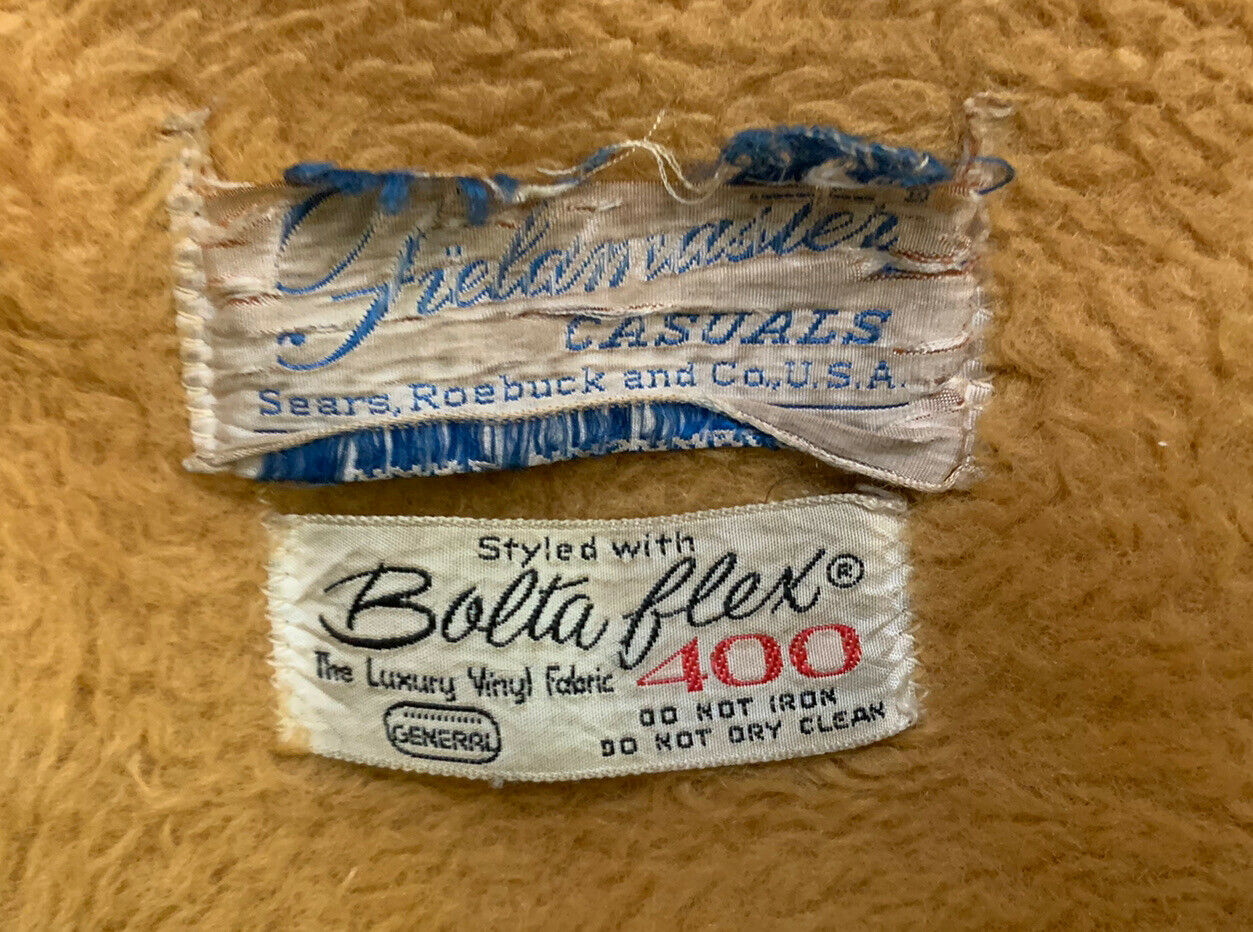 Fieldmaster
CASUALS
Sears, Roebuck and Co., U.S.A.
Styled with
Bolta flex®
400
The Luxury Vinyl Fabric
GENERAL
DO NOT IRON
DO NOT DRY CLEAN